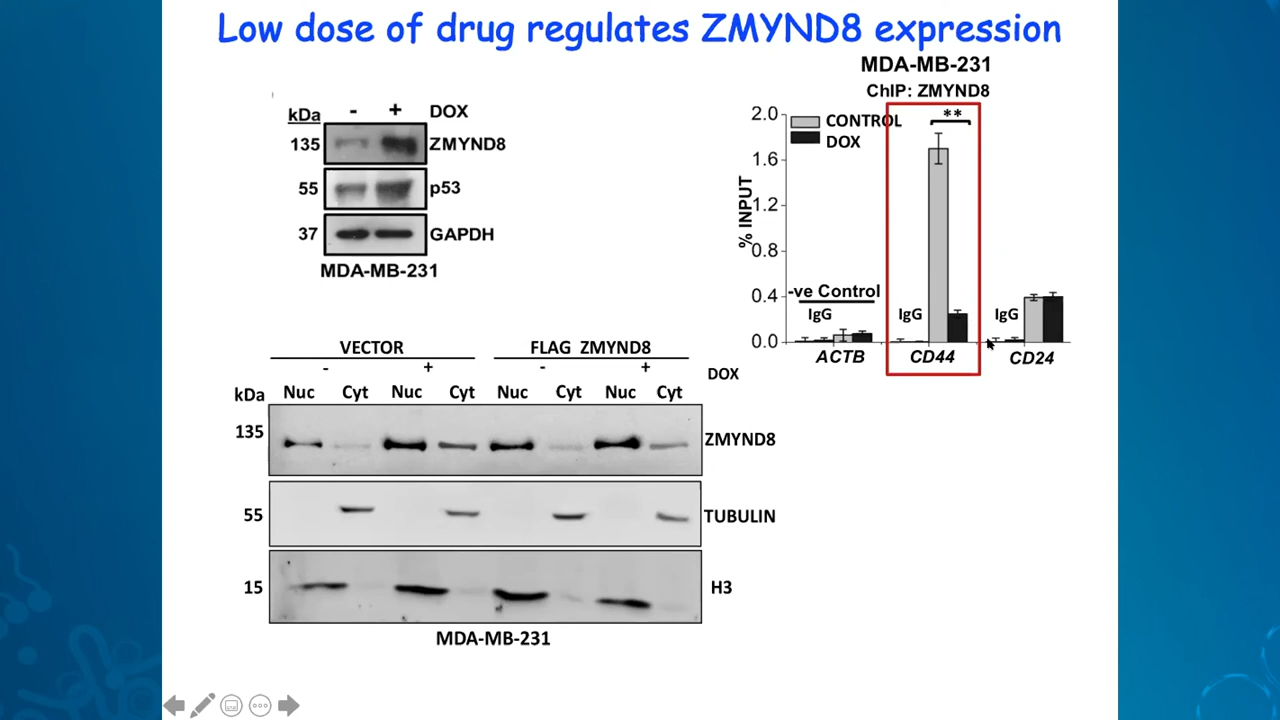 Low dose of drug regulates ZMYND8 expression
kDa - + DOX
135 ZMYND8
55 p53
37 GAPDH
MDA-MB-231
MDA-MB-231
ChIP: ZMYND8
CONTROL
DOX
**
% INPUT
2.0
1.6
1.2
0.8
0.4
0.0
-ve Control
IgG IgG IgG
ACTB CD44 CD24
VECTOR FLAG ZMYND8
- + - + DOX
kDa Nuc Cyt Nuc Cyt Nuc Cyt Nuc Cyt
135 ZMYND8
55 TUBULIN
15 H3
MDA-MB-231